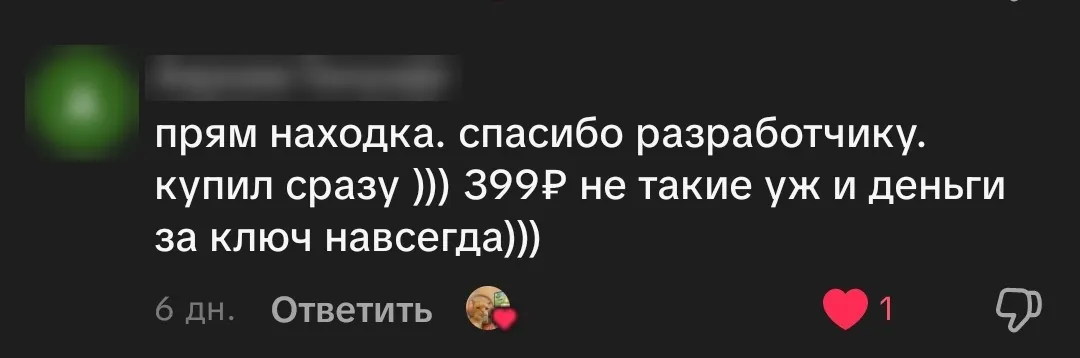 прям находка. спасибо разработчику.
купил сразу ))) 399₽ не такие уж и деньги
за ключ навсегда)))
6 дн. Ответить 1